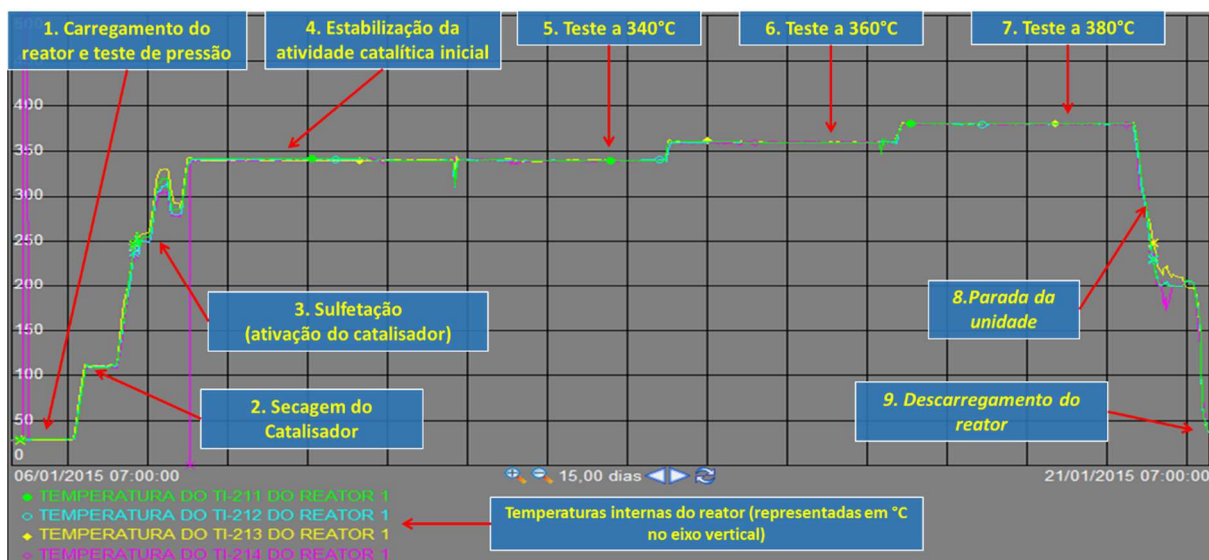 1. Carregamento do
reator e teste de pressão
4. Estabilização da
atividade catalítica inicial
5. Teste a 340°C
6. Teste a 360°C
7. Teste a 380°C
400
350
300
250
200
150
100
50
0
3. Sulfetação
(ativação do catalisador)
2. Secagem do
Catalisador
8.Parada da
unidade
9. Descarregamento do
reator
06/01/2015 07:00:00
15,00 dias
21/01/2015 07:00:00
TEMPERATURA DO TI-211 DO REATOR 1
TEMPERATURA DO TI-212 DO REATOR 1
TEMPERATURA DO TI-213 DO REATOR 1
TEMPERATURA DO TI-214 DO REATOR 1
Temperaturas internas do reator (representadas em °C
no eixo vertical)